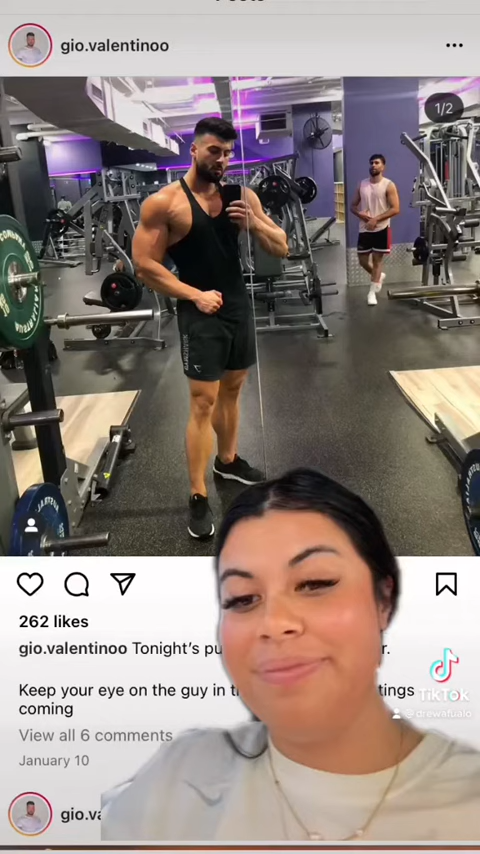 gio.valentinoo
1/2
262 likes
gio.valentinoo Tonight's pu
r.
Keep your eye on the guy in t
tings
coming
View all 6 comments
January 10
gio.va
TikTok
@drewafualo